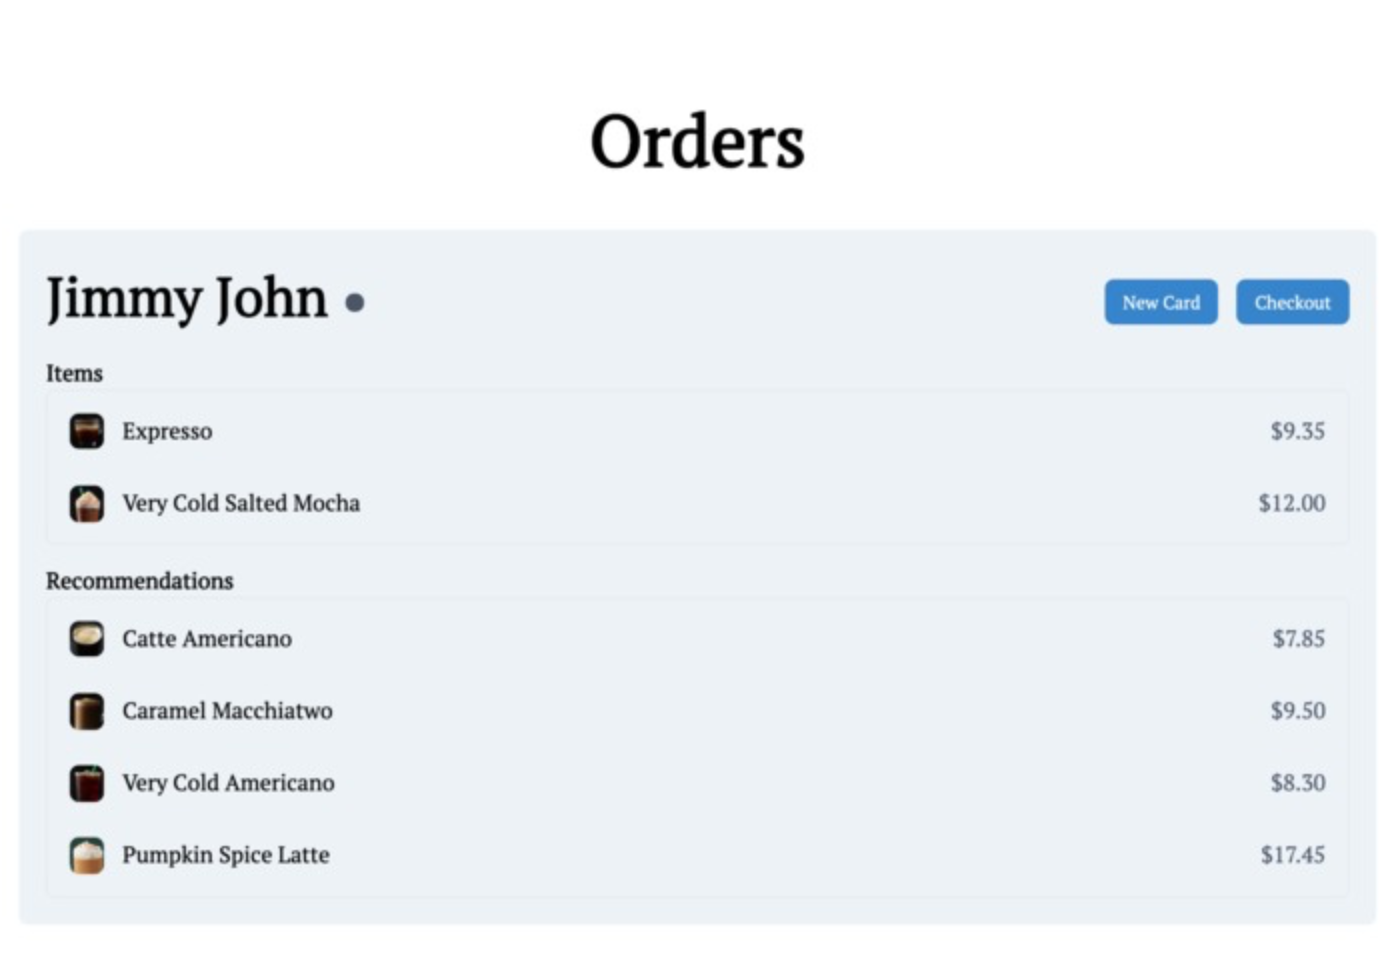 Orders
Jimmy John
New Card
Checkout
Items
Expresso $9.35
Very Cold Salted Mocha $12.00
Recommendations
Catte Americano $7.85
Caramel Macchiatwo $9.50
Very Cold Americano $8.30
Pumpkin Spice Latte $17.45